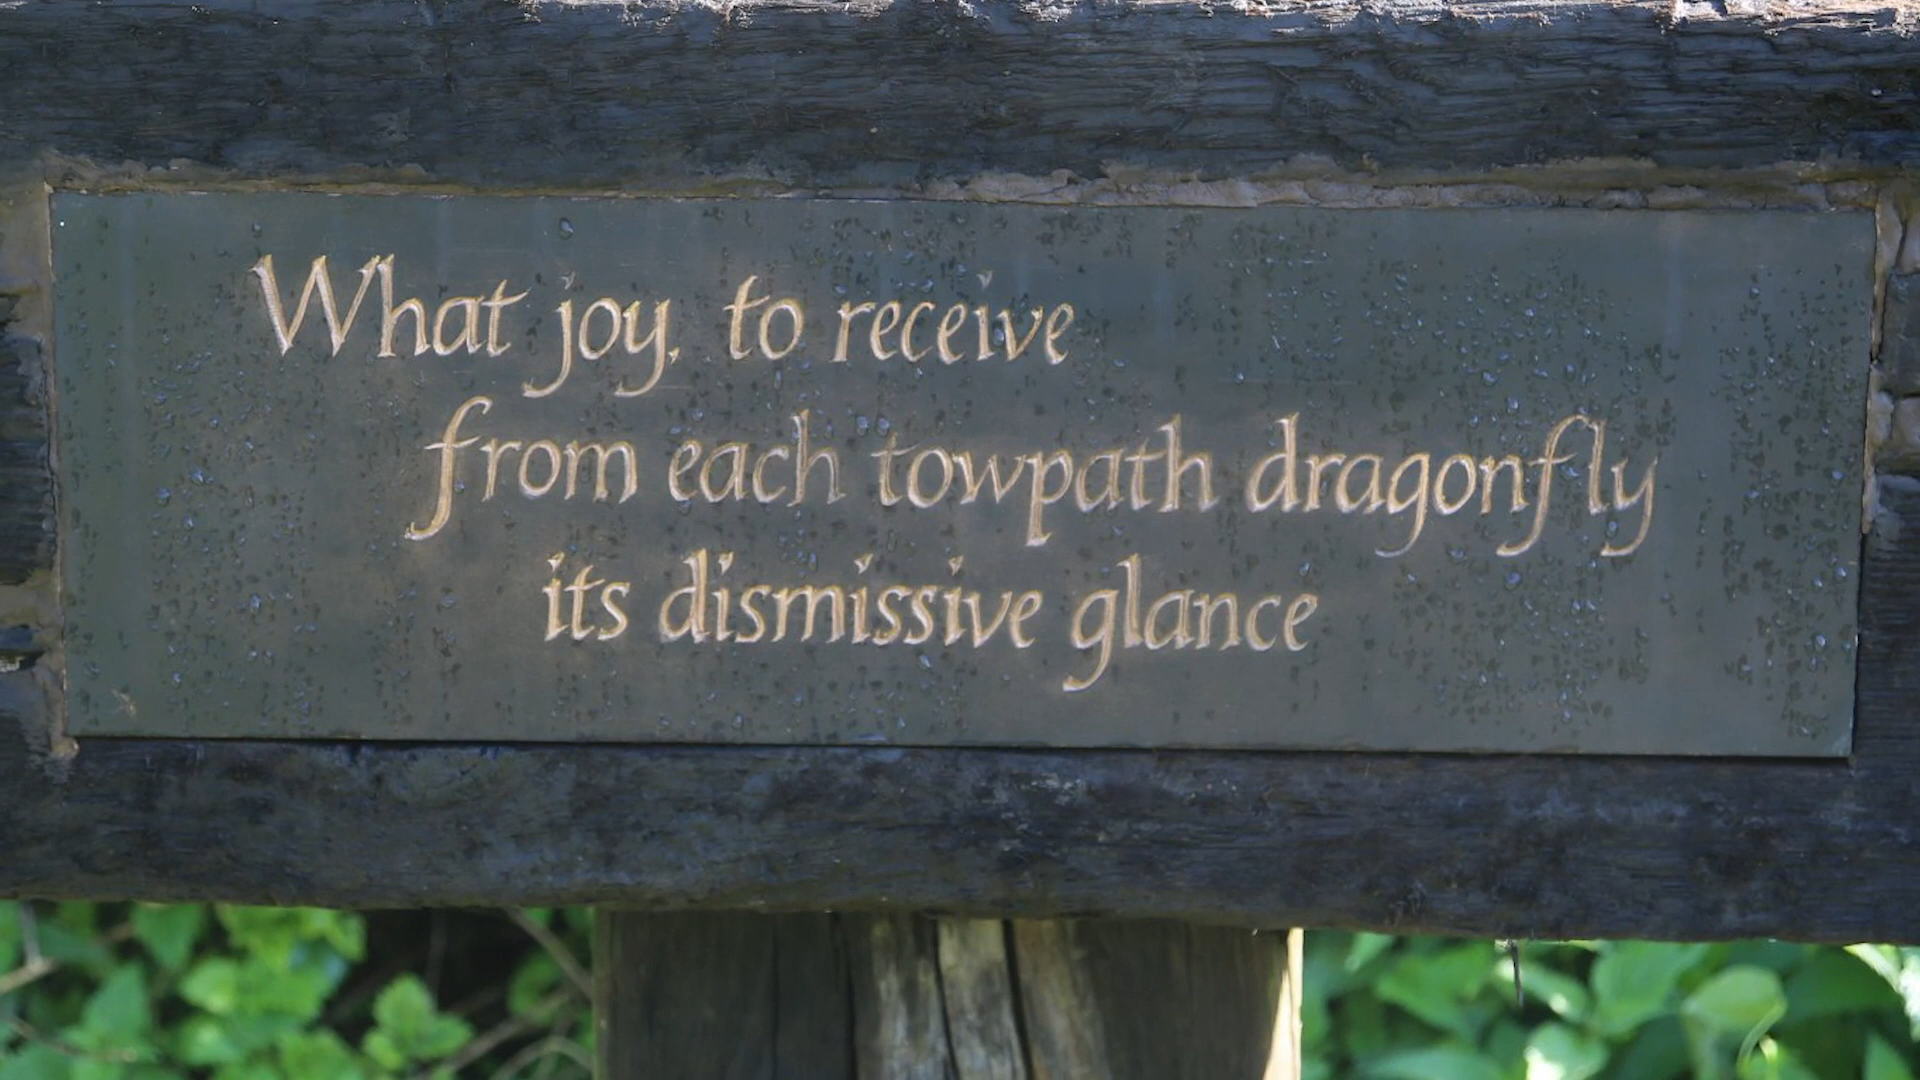 What joy, to receive
from each towpath dragonfly
its dismissive glance